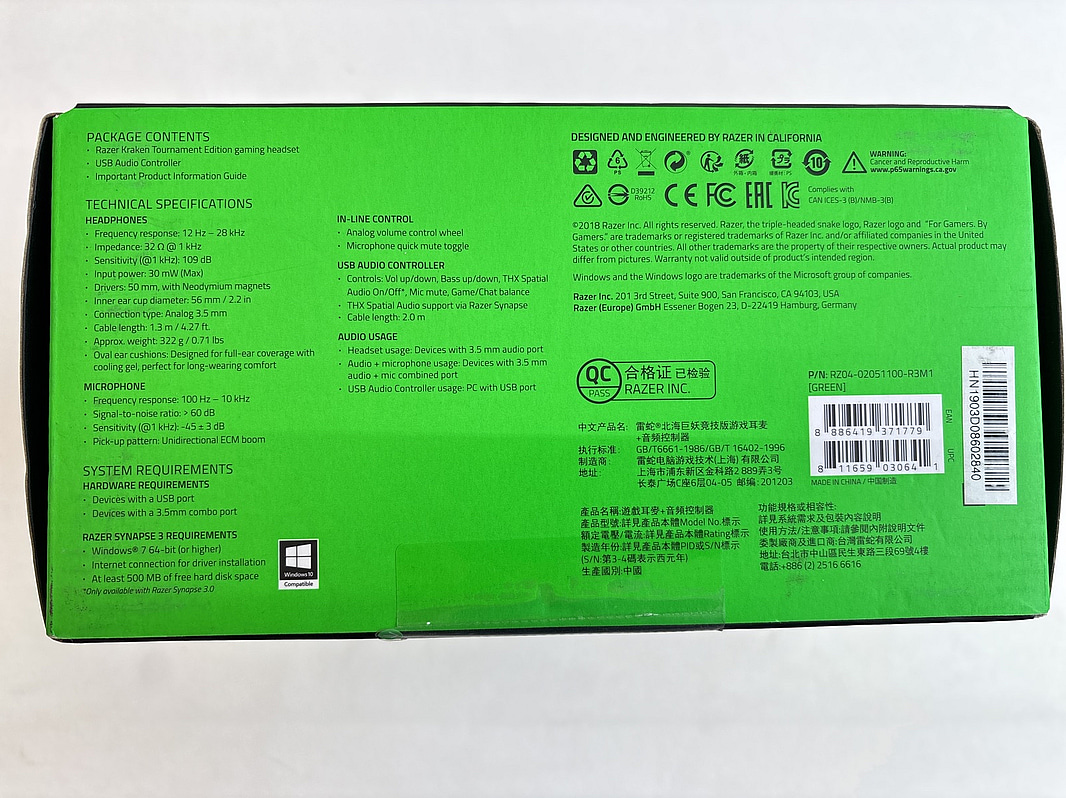 PACKAGE CONTENTS
· Razer Kraken Tournament Edition gaming headset
· USB Audio Controller
· Important Product Information Guide
TECHNICAL SPECIFICATIONS
HEADPHONES
· Frequency response: 12 Hz – 28 kHz
· Impedance: 32 Ω @ 1 kHz
· Sensitivity (@1 kHz): 109 dB
· Input power: 30 mW (Max)
· Drivers: 50 mm, with Neodymium magnets
· Inner ear cup diameter: 56 mm / 2.2 in
· Connection type: Analog 3.5 mm
· Cable length: 1.3 m / 4.27 ft.
· Approx. weight: 322 g / 0.71 lbs
· Oval ear cushions: Designed for full-ear coverage with
cooling gel, perfect for long-wearing comfort
MICROPHONE
· Frequency response: 100 Hz – 10 kHz
· Signal-to-noise ratio: > 60 dB
· Sensitivity (@1 kHz): -45 ± 3 dB
· Pick-up pattern: Unidirectional ECM boom
SYSTEM REQUIREMENTS
HARDWARE REQUIREMENTS
· Devices with a USB port
· Devices with a 3.5mm combo port
RAZER SYNAPSE 3 REQUIREMENTS
· Windows® 7 64-bit (or higher)
· Internet connection for driver installation
· At least 500 MB of free hard disk space
*Only available with Razer Synapse 3.0
Windows 10
Compatible
IN-LINE CONTROL
· Analog volume control wheel
· Microphone quick mute toggle
USB AUDIO CONTROLLER
· Controls: Vol up/down, Bass up/down, THX Spatial
Audio On/Off*, Mic mute, Game/Chat balance
· THX Spatial Audio support via Razer Synapse
· Cable length: 2.0 m
AUDIO USAGE
· Headset usage: Devices with 3.5 mm audio port
· Audio + microphone usage: Devices with 3.5 mm
audio + mic combined port
· USB Audio Controller usage: PC with USB port
DESIGNED AND ENGINEERED BY RAZER IN CALIFORNIA
6
PS
紙
外箱・内箱
緩衝材:PS
10
WARNING:
Cancer and Reproductive Harm
www.p65warnings.ca.gov
D39212
RoHS
CE FC EAC
Complies with
CAN ICES-3 (B)/NMB-3(B)
©2018 Razer Inc. All rights reserved. Razer, the triple-headed snake logo, Razer logo and "For Gamers. By
Gamers." are trademarks or registered trademarks of Razer Inc. and/or affiliated companies in the United
States or other countries. All other trademarks are the property of their respective owners. Actual product may
differ from pictures. Warranty not valid outside of product's intended region.
Windows and the Windows logo are trademarks of the Microsoft group of companies.
Razer Inc. 201 3rd Street, Suite 900, San Francisco, CA 94103, USA
Razer (Europe) GmbH Essener Bogen 23, D-22419 Hamburg, Germany
QC
PASS
合格证 已检验
RAZER INC.
P/N: RZ04-02051100-R3M1
[GREEN]
8 886419 371779
EAN
8 11659 03064 1
UPC
MADE IN CHINA / 中国制造
HN1903D08602840
中文产品名: 雷蛇®北海巨妖竞技版游戏耳麦
+音频控制器
执行标准: GB/T6661-1986/GB/T 16402-1996
制造商: 雷蛇电脑游戏技术(上海) 有限公司
地址: 上海市浦东新区金科路2889弄3号
长泰广场C座6层04-05 邮编:201203
產品名稱:遊戲耳麥+音頻控制器
產品型號:詳見產品本體Model No.標示
額定電壓/電流:詳見產品本體Rating標示
製造年份:詳見產品本體PID或S/N標示
(S/N:第3-4碼表示西元年)
生產國別:中國
功能規格或相容性:
詳見系統需求及包裝內容說明
使用方法/注意事項:請參閱內附說明文件
委製廠商及進口商:台灣雷蛇有限公司
地址:台北市中山區民生東路三段69號4樓
電話:+886 (2) 2516 6616